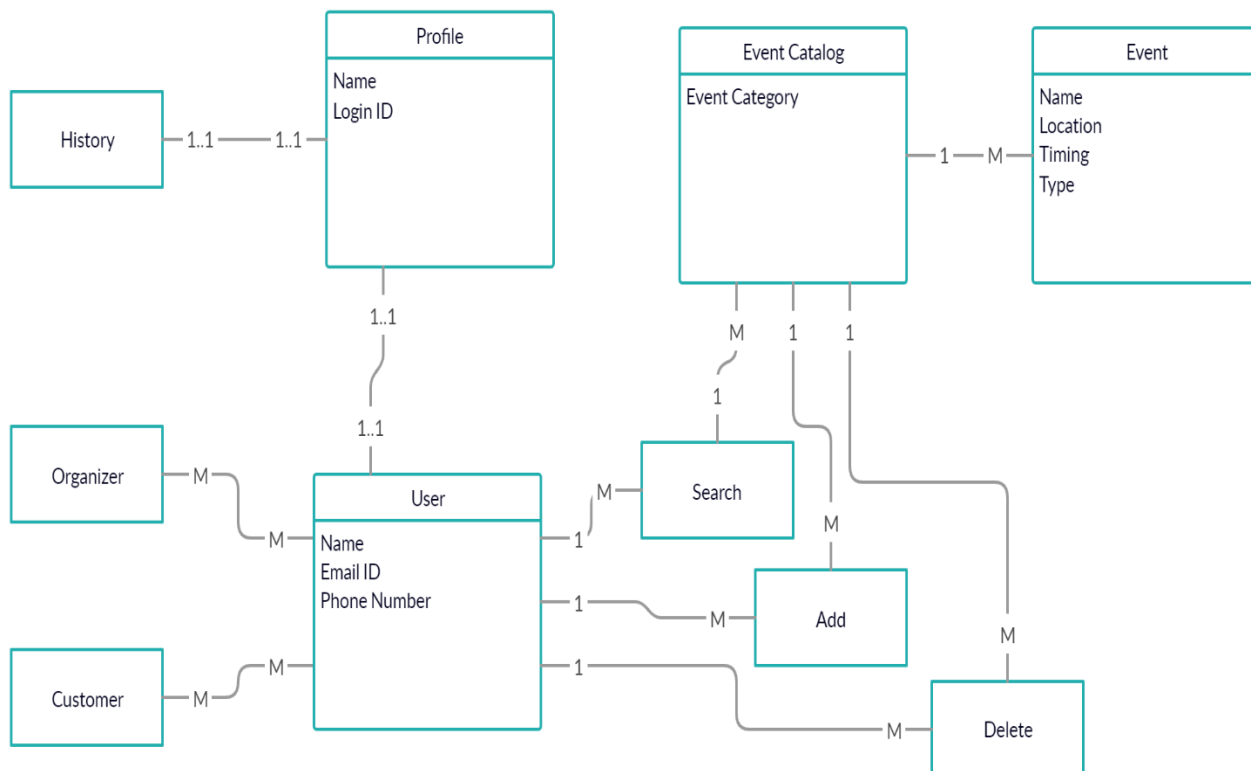 Profile
Name
Login ID
History
1..1
1..1
Event Catalog
Event Category
Event
Name
Location
Timing
Type
1
M
1..1
1..1
M
1
1
1
M
M
Organizer
M
M
User
Name
Email ID
Phone Number
1
M
Search
1
M
Add
Customer
M
M
1
M
Delete